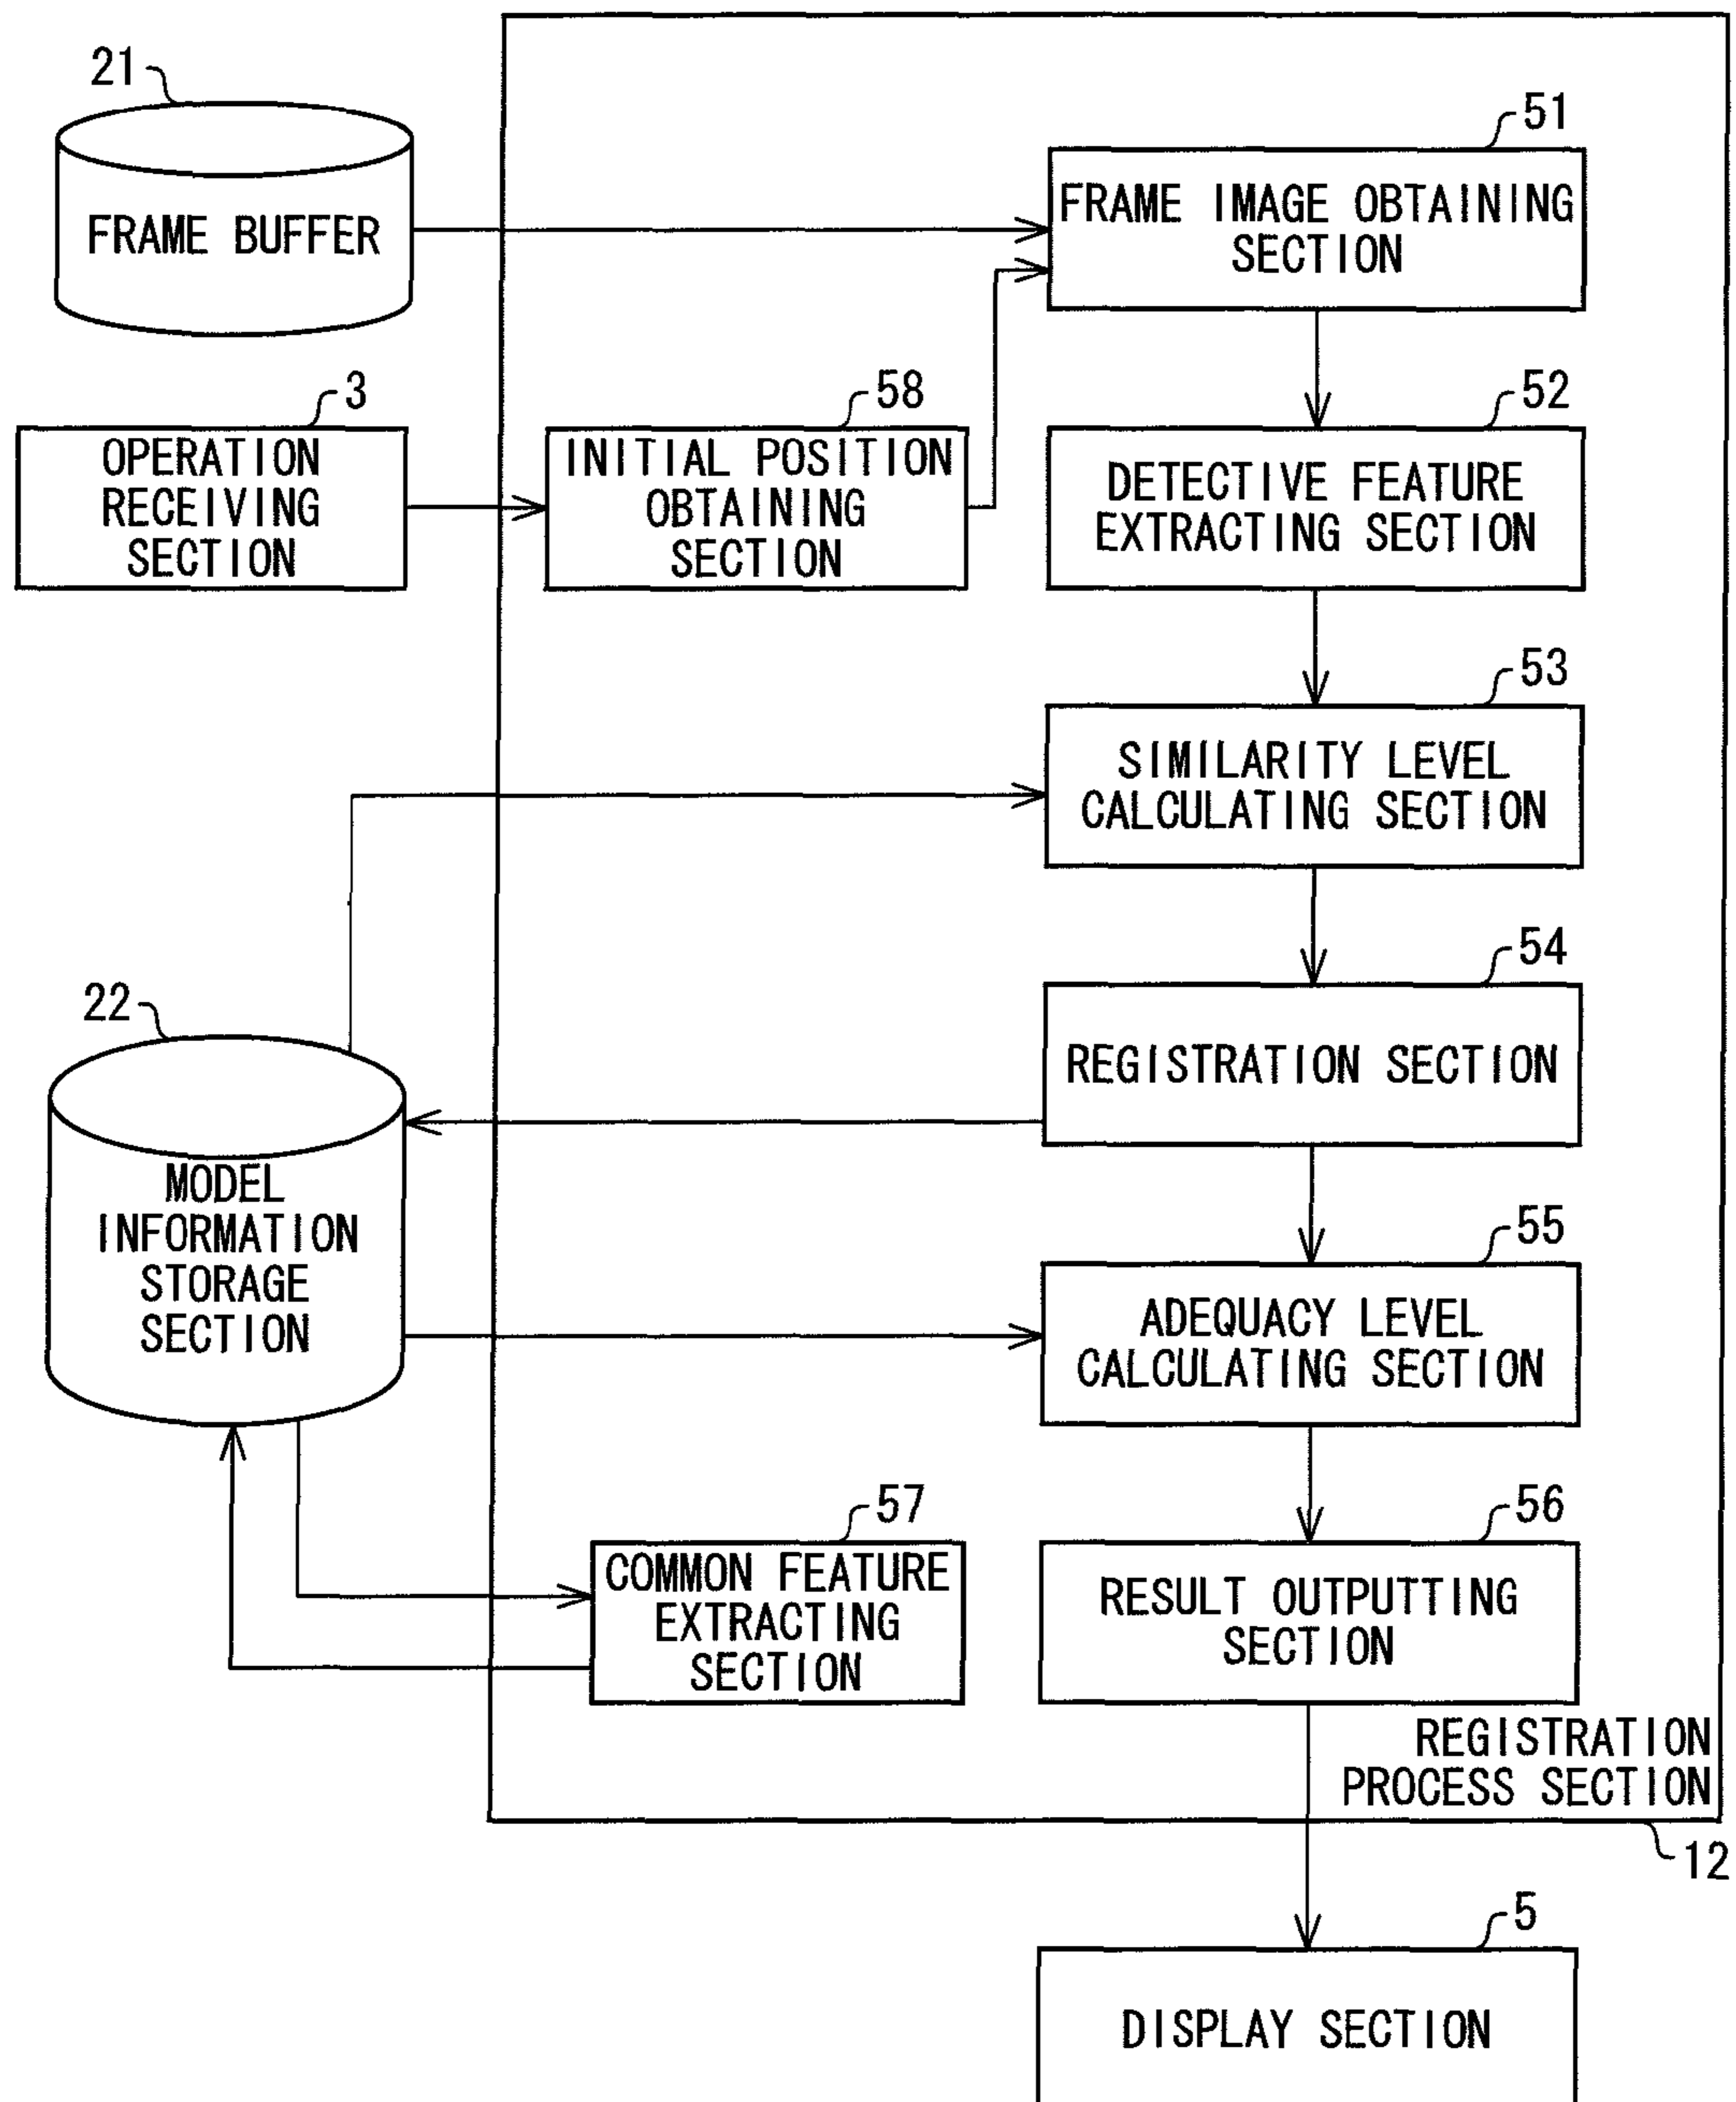 21
FRAME BUFFER
51
FRAME IMAGE OBTAINING
SECTION
3
OPERATION
RECEIVING
SECTION
58
INITIAL POSITION
OBTAINING
SECTION
52
DETECTIVE FEATURE
EXTRACTING SECTION
53
SIMILARITY LEVEL
CALCULATING SECTION
54
REGISTRATION SECTION
22
MODEL
INFORMATION
STORAGE
SECTION
55
ADEQUACY LEVEL
CALCULATING SECTION
57
COMMON FEATURE
EXTRACTING
SECTION
56
RESULT OUTPUTTING
SECTION
REGISTRATION
PROCESS SECTION
12
5
DISPLAY SECTION